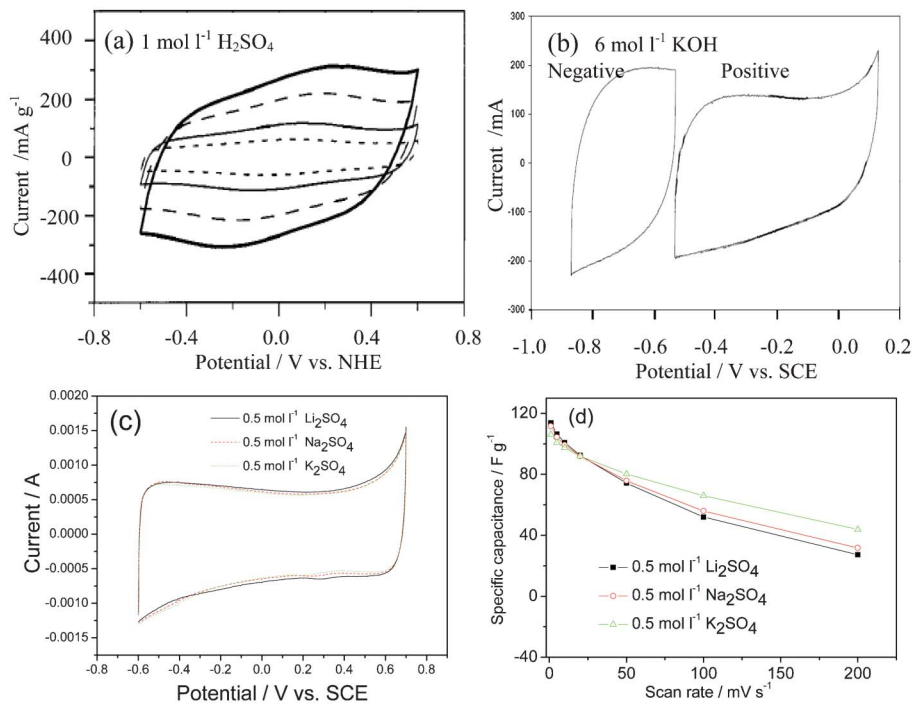 (a) 1 mol l⁻¹ H₂SO₄
400
200
0
-200
-400
Current /mA g⁻¹
-0.8 -0.4 0.0 0.4 0.8
Potential / V vs. NHE
(b) 6 mol l⁻¹ KOH
Negative Positive
300
200
100
0
-100
-200
-300
Current /mA
-1.0 -0.8 -0.6 -0.4 -0.2 0.0 0.2
Potential / V vs. SCE
(c)
0.5 mol l⁻¹ Li₂SO₄
0.5 mol l⁻¹ Na₂SO₄
0.5 mol l⁻¹ K₂SO₄
0.0020
0.0015
0.0010
0.0005
0.0000
-0.0005
-0.0010
-0.0015
Current / A
-0.8 -0.6 -0.4 -0.2 0.0 0.2 0.4 0.6 0.8
Potential / V vs. SCE
(d)
120
80
40
0
-40
Specific capacitance / F g⁻¹
0.5 mol l⁻¹ Li₂SO₄
0.5 mol l⁻¹ Na₂SO₄
0.5 mol l⁻¹ K₂SO₄
0 50 100 150 200
Scan rate / mV s⁻¹